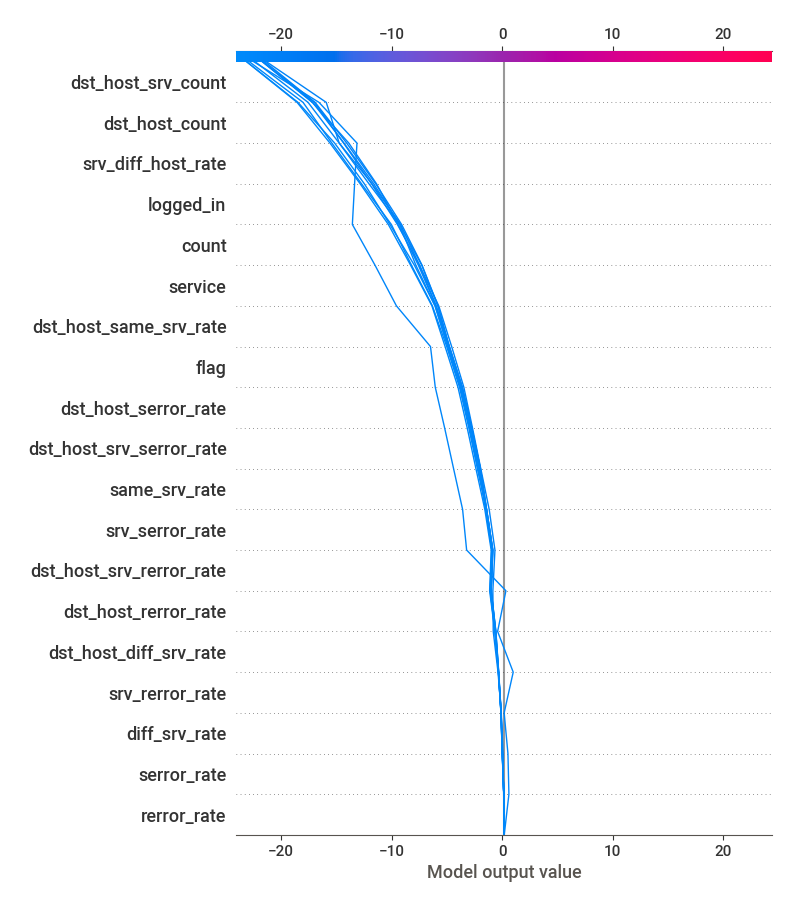 −20 −10 0 10 20
dst_host_srv_count
dst_host_count
srv_diff_host_rate
logged_in
count
service
dst_host_same_srv_rate
flag
dst_host_serror_rate
dst_host_srv_serror_rate
same_srv_rate
srv_serror_rate
dst_host_srv_rerror_rate
dst_host_rerror_rate
dst_host_diff_srv_rate
srv_rerror_rate
diff_srv_rate
serror_rate
rerror_rate
−20 −10 0 10 20
Model output value